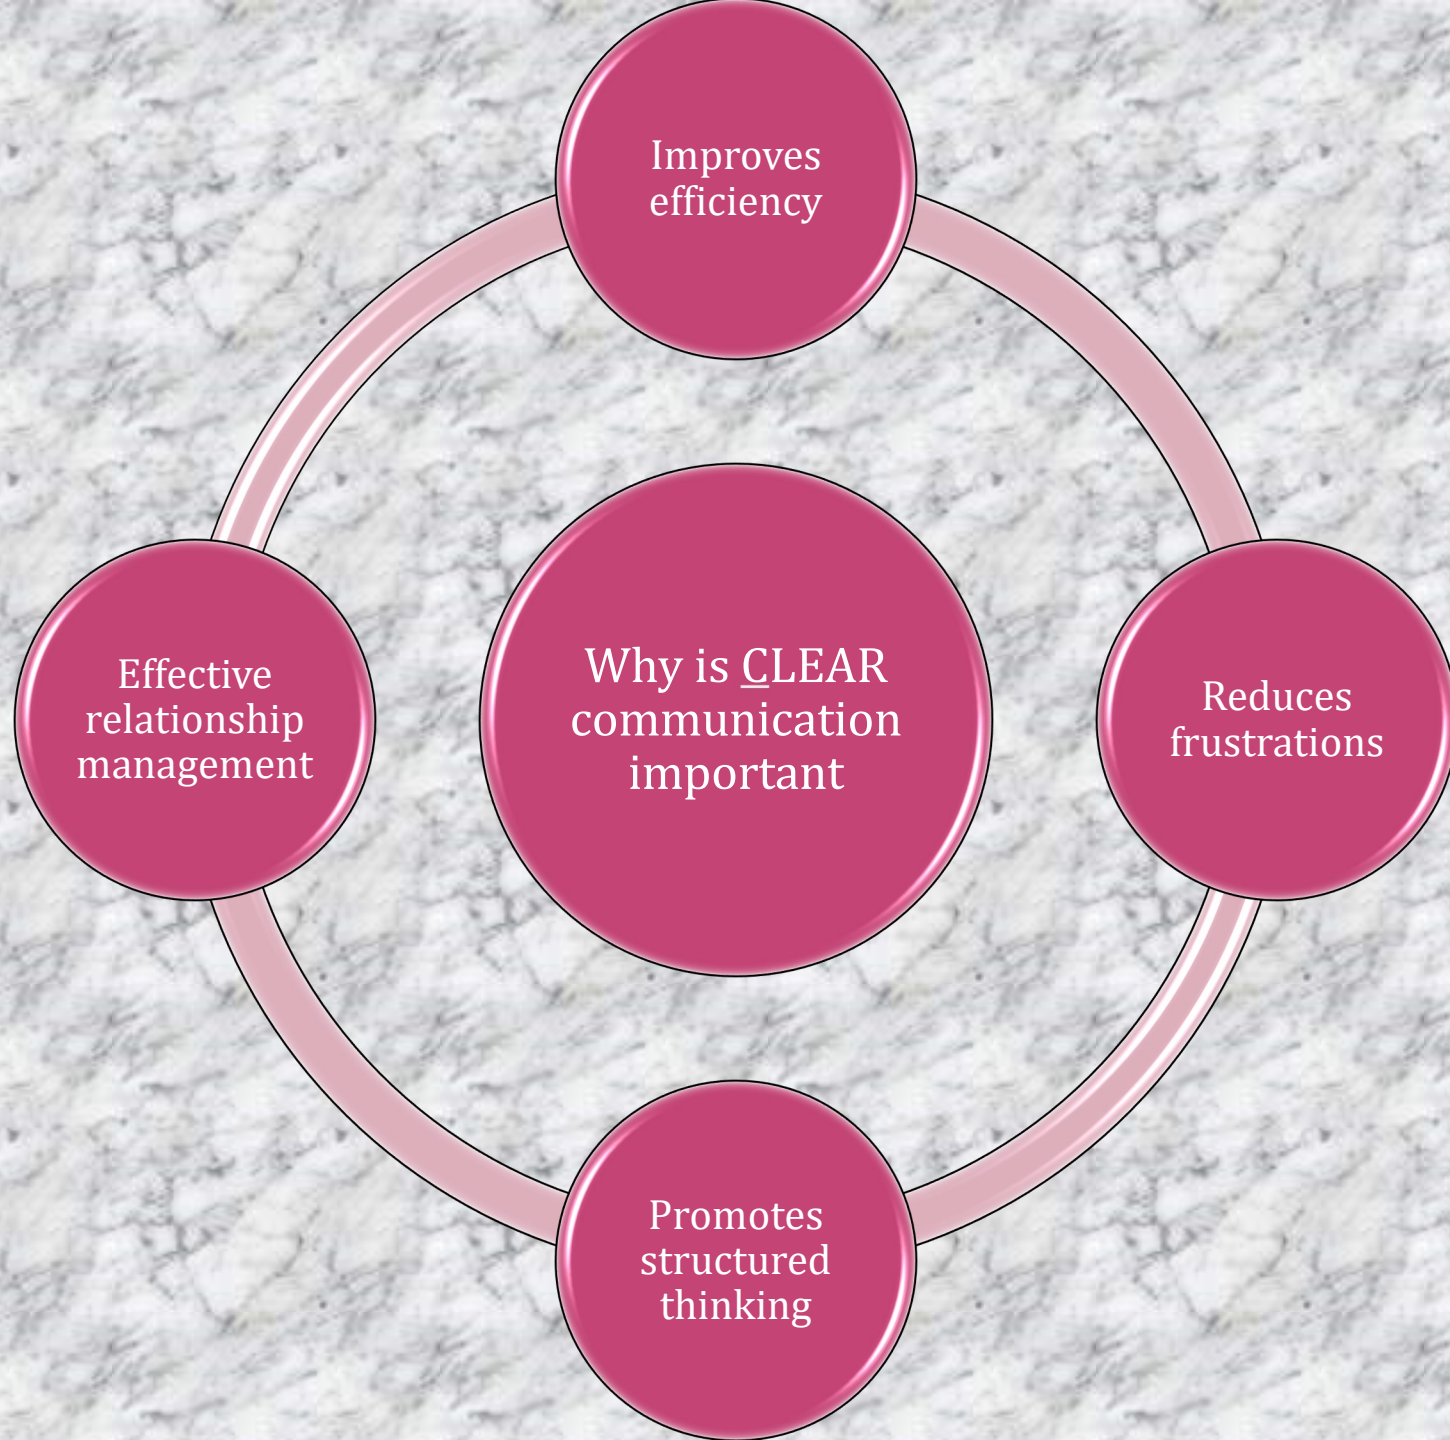 Improves
efficiency
Why is CLEAR
communication
important
Effective
relationship
management
Reduces
frustrations
Promotes
structured
thinking